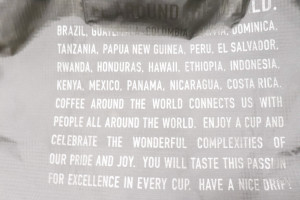 AROUND
BRAZIL, GUATEMALA, COLOMBIA, DOMINICA,
TANZANIA, PAPUA NEW GUINEA, PERU, EL SALVADOR,
RWANDA, HONDURAS, HAWAII, ETHIOPIA, INDONESIA,
KENYA, MEXICO, PANAMA, NICARAGUA, COSTA RICA,
COFFEE AROUND THE WORLD CONNECTS US WITH
PEOPLE ALL AROUND THE WORLD. ENJOY A CUP AND
CELEBRATE THE WONDERFUL COMPLEXITIES OF
OUR PRIDE AND JOY. YOU WILL TASTE THIS
FOR EXCELLENCE IN EVERY CUP. HAVE A NICE